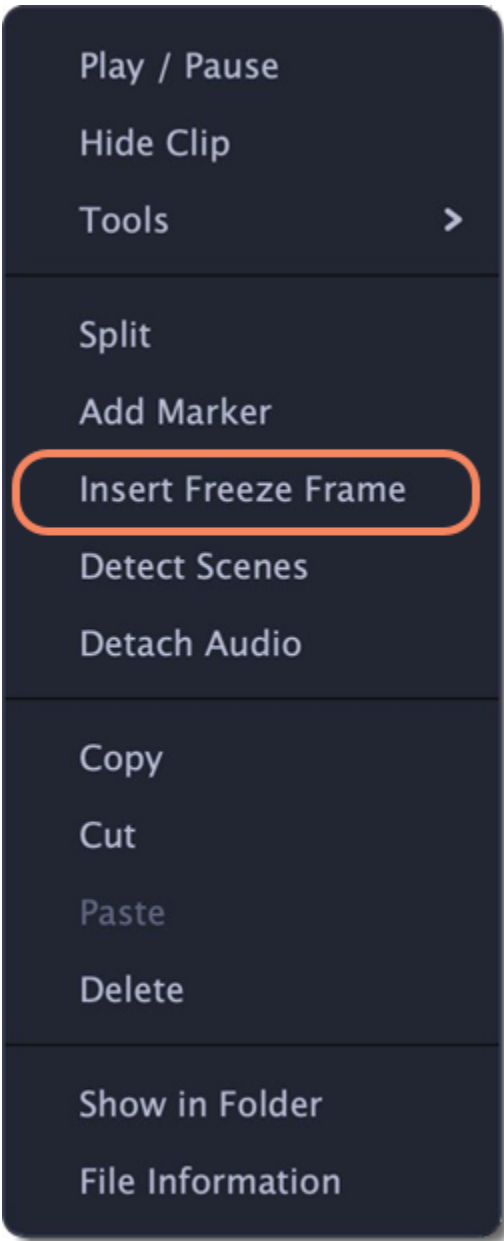 Play / Pause
Hide Clip
Tools
Split
Add Marker
Insert Freeze Frame
Detect Scenes
Detach Audio
Copy
Cut
Paste
Delete
Show in Folder
File Information